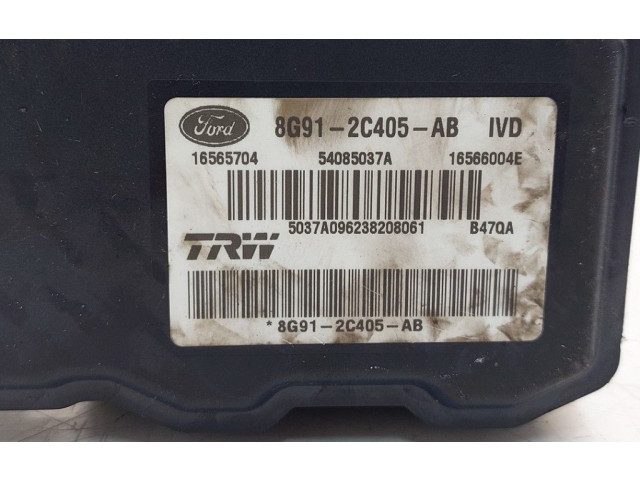 Ford 8G91-2C405-AB IVD
16565704 54085037A 16566004E
5037A096238208061 B47QA
TRW
* 8G91-2C405-AB